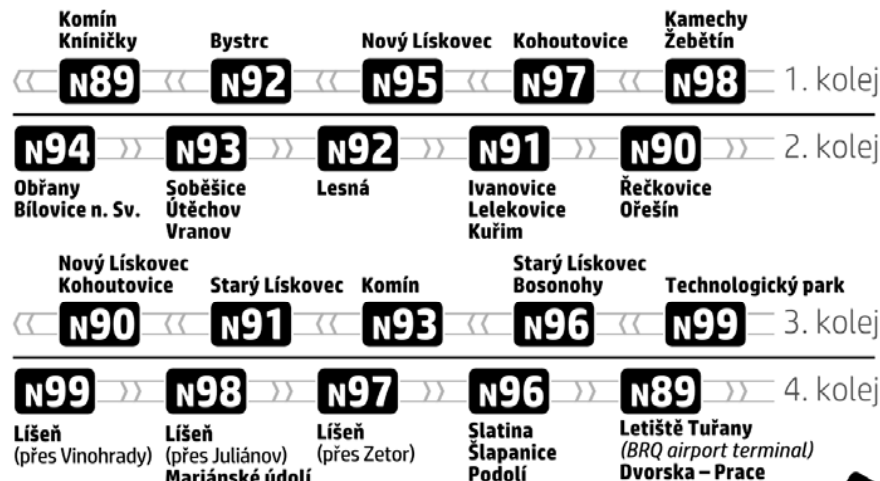 Komín
Kníničky
Bystrc
Nový Lískovec
Kohoutovice
Kamechy
Žebětín
N89
N92
N95
N97
N98
1. kolej
N94
N93
N92
N91
N90
2. kolej
Obřany
Bílovice n. Sv.
Soběšice
Útěchov
Vranov
Lesná
Ivanovice
Lelekovice
Kuřim
Řečkovice
Ořešín
Nový Lískovec
Kohoutovice
Starý Lískovec
Komín
Starý Lískovec
Bosonohy
Technologický park
N90
N91
N93
N96
N99
3. kolej
N99
N98
N97
N96
N89
4. kolej
Líšeň
(přes Vinohrady)
Líšeň
(přes Juliánov)
Mariánské údolí
Líšeň
(přes Zetor)
Slatina
Šlapanice
Podolí
Letiště Tuřany
(BRQ airport terminal)
Dvorska – Prace